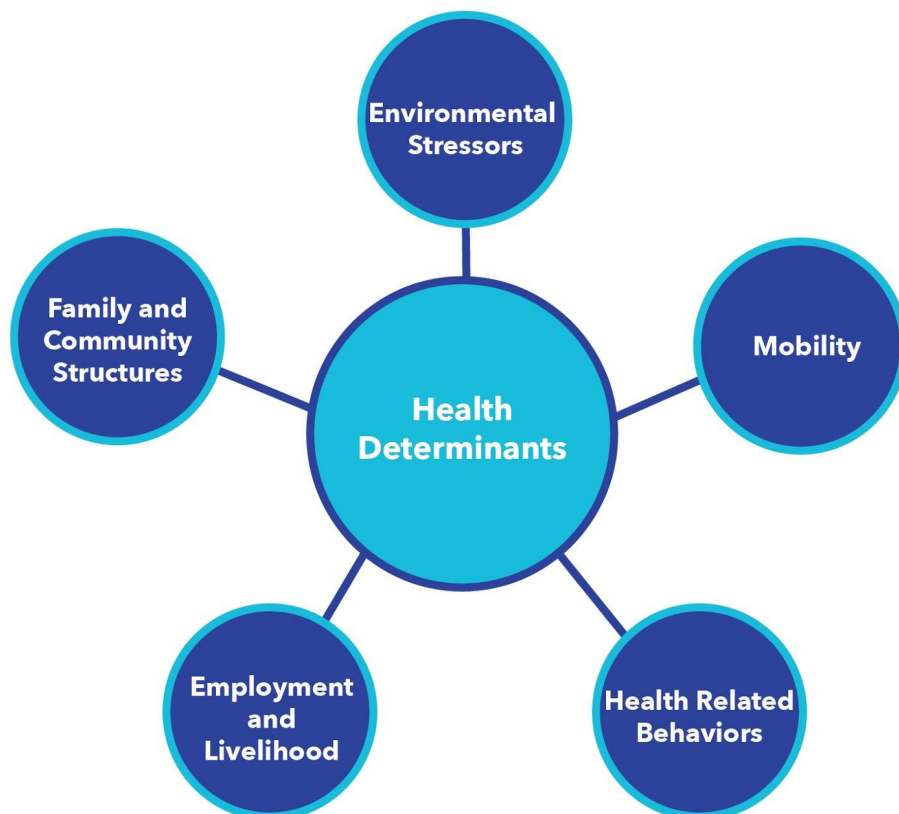 Environmental
Stressors
Family and
Community
Structures
Mobility
Health
Determinants
Employment
and
Livelihood
Health Related
Behaviors